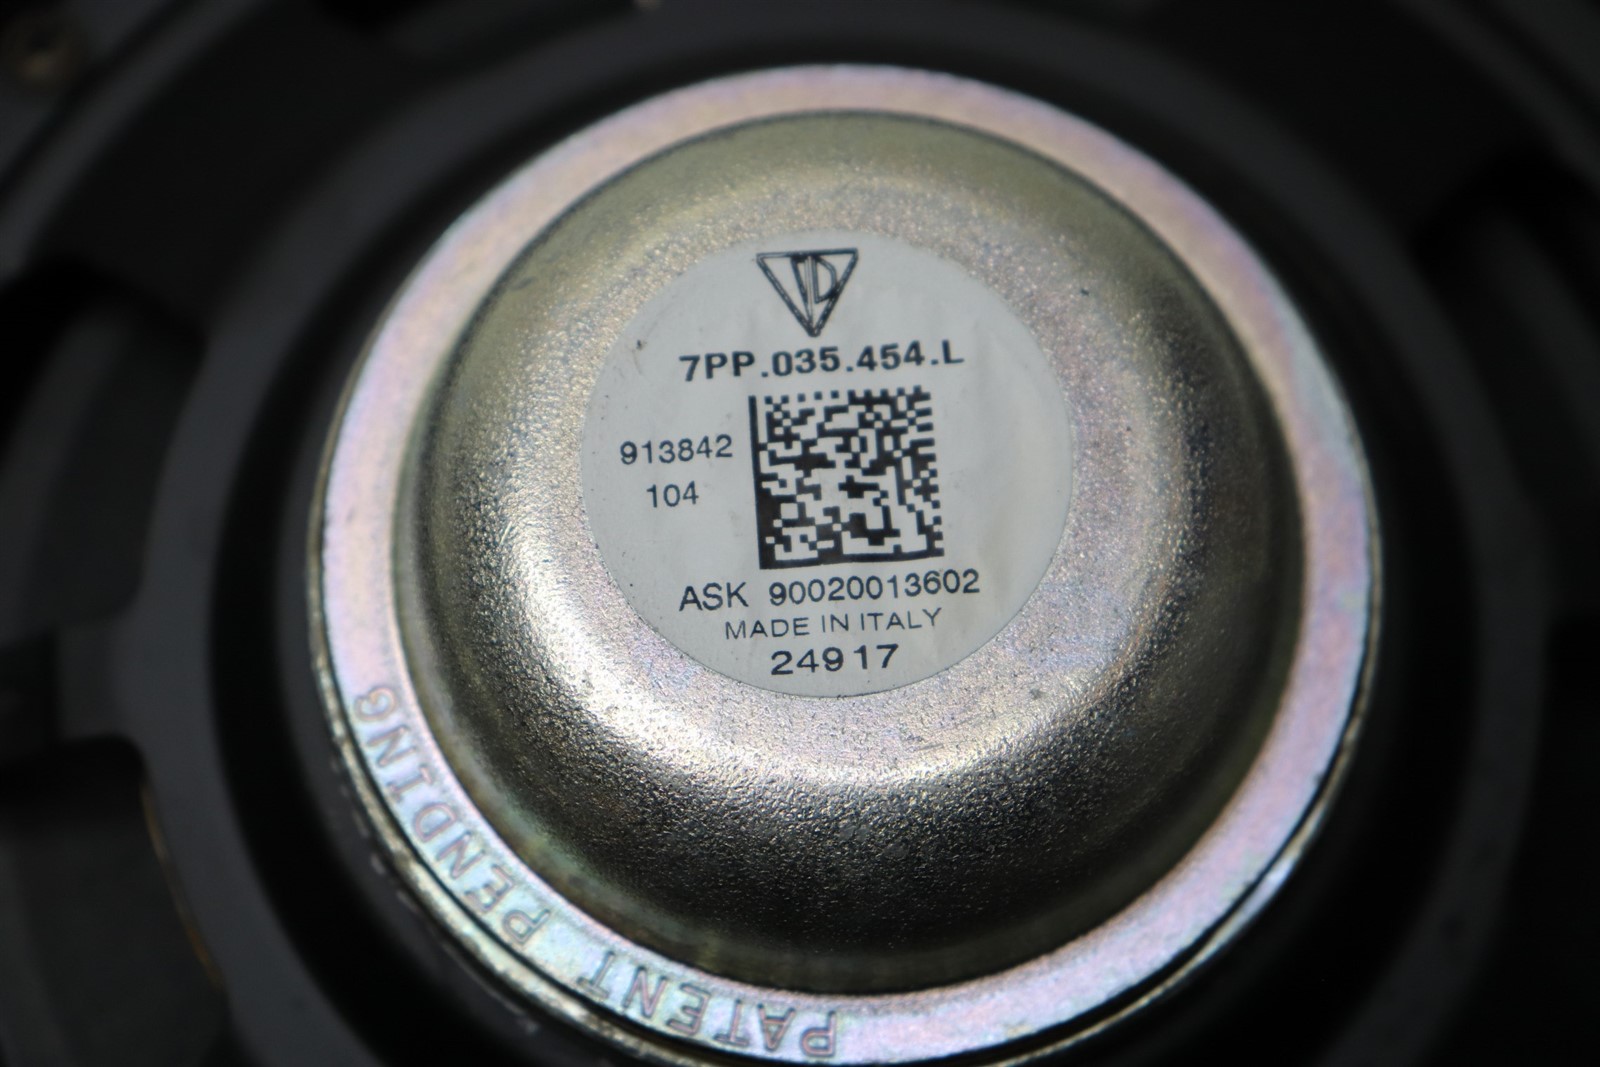 7PP.035.454.L
913842
104
ASK 90020013602
MADE IN ITALY
24917
PATENT PENDING